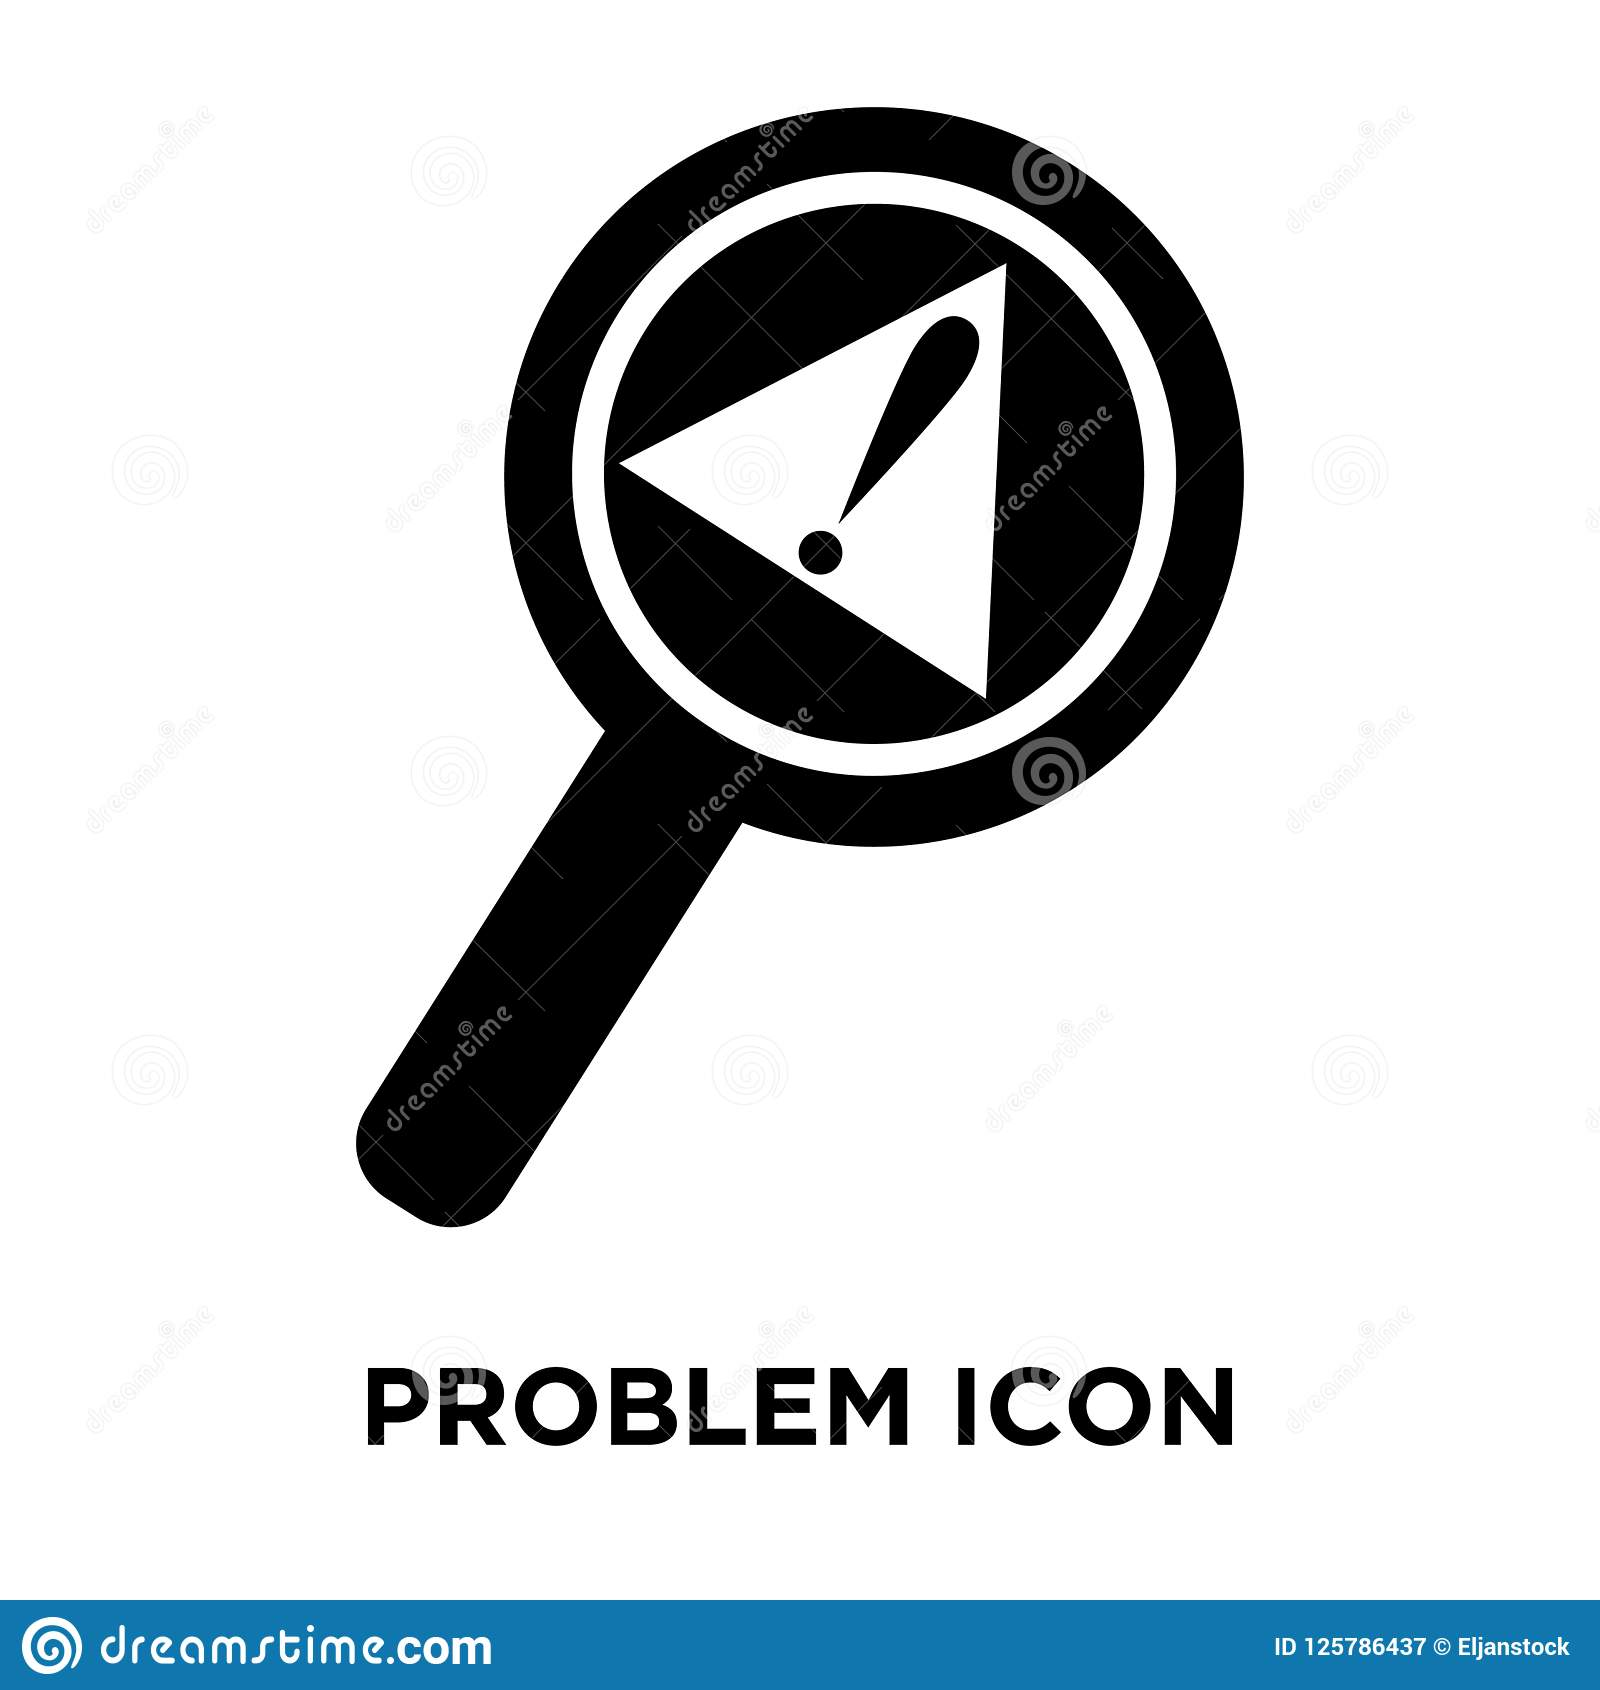 PROBLEM ICON
dreamstime.com
ID 125786437 © Eljanstock